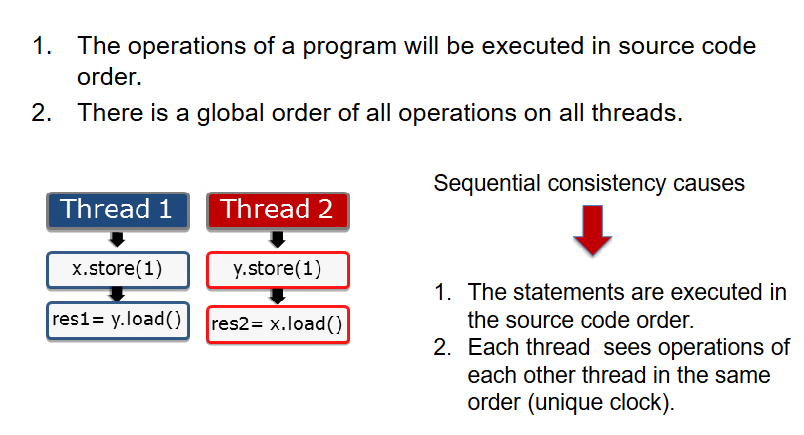 1. The operations of a program will be executed in source code
order.
2. There is a global order of all operations on all threads.
Thread 1
x.store(1)
res1= y.load()
Thread 2
y.store(1)
res2= x.load()
Sequential consistency causes
1. The statements are executed in
the source code order.
2. Each thread sees operations of
each other thread in the same
order (unique clock).